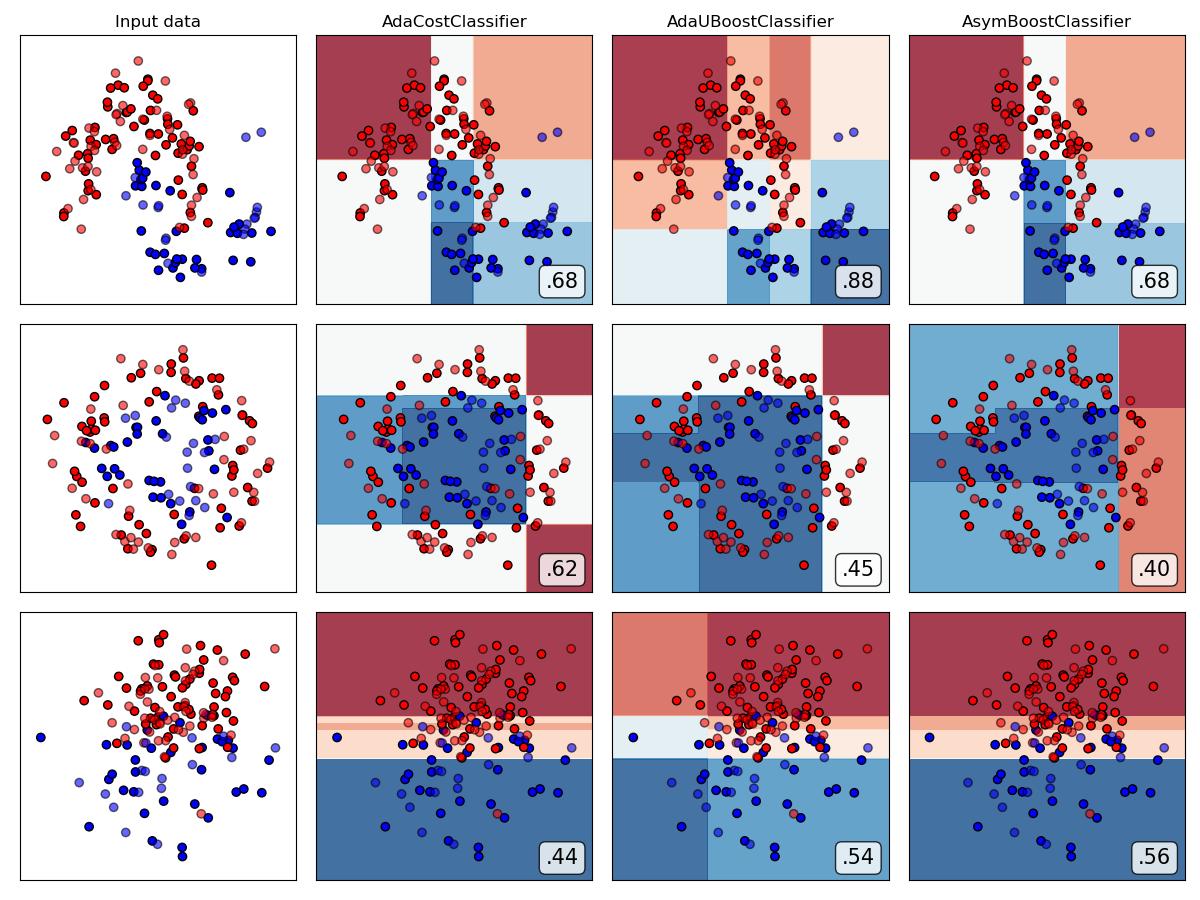 Input data
AdaCostClassifier
AdaUBoostClassifier
AsymBoostClassifier
.68
.88
.68
.62
.45
.40
.44
.54
.56